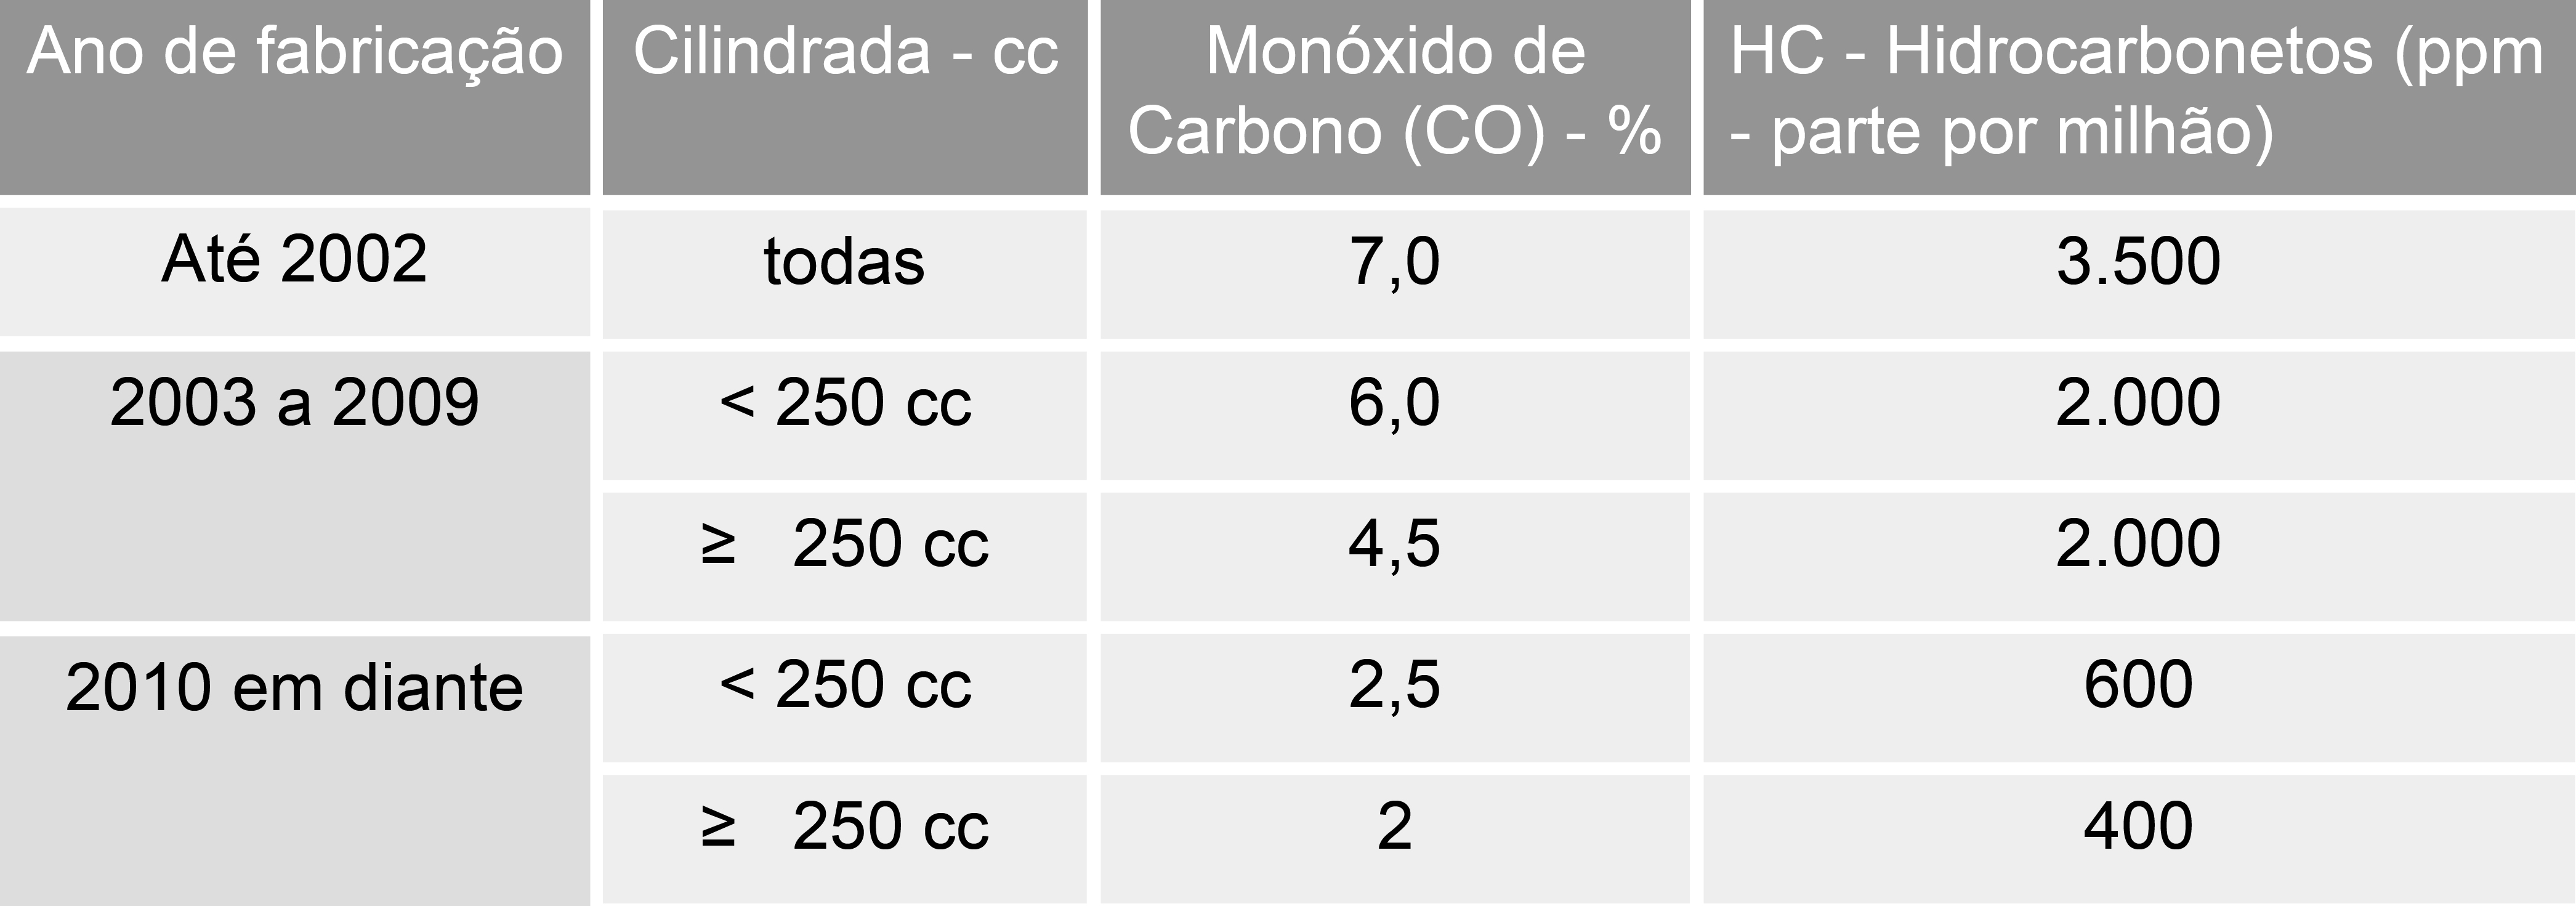 Ano de fabricação
Cilindrada - cc
Monóxido de
Carbono (CO) - %
HC - Hidrocarbonetos (ppm
- parte por milhão)
Até 2002
todas
7,0
3.500
2003 a 2009
< 250 cc
6,0
2.000
≥ 250 cc
4,5
2.000
2010 em diante
< 250 cc
2,5
600
≥ 250 cc
2
400